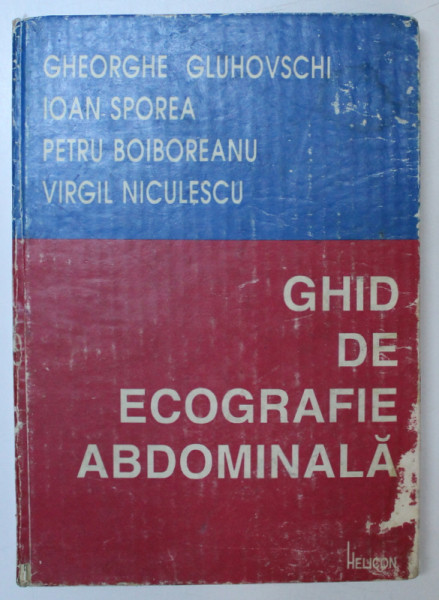 GHEORGHE GLUHOVSCHI
IOAN SPOREA
PETRU BOIBOREANU
VIRGIL NICULESCU
GHID
DE
ECOGRAFIE
ABDOMINALĂ
HELICON